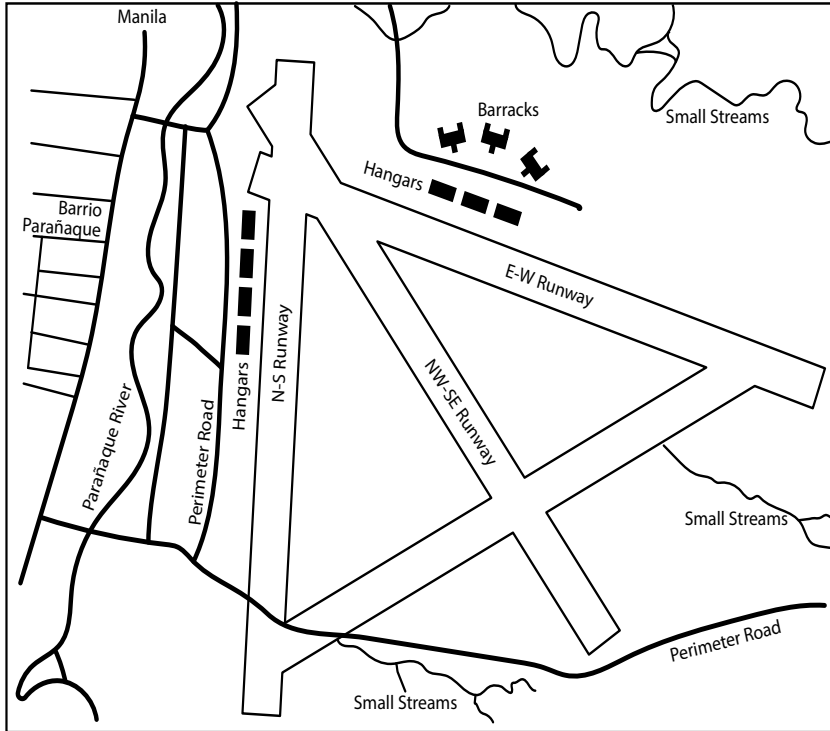 Manila
Barracks
Small Streams
Hangars
Barrio
Parañaque
E-W Runway
Hangars
N-S Runway
NW-SE Runway
Parañaque River
Perimeter Road
Small Streams
Perimeter Road
Small Streams